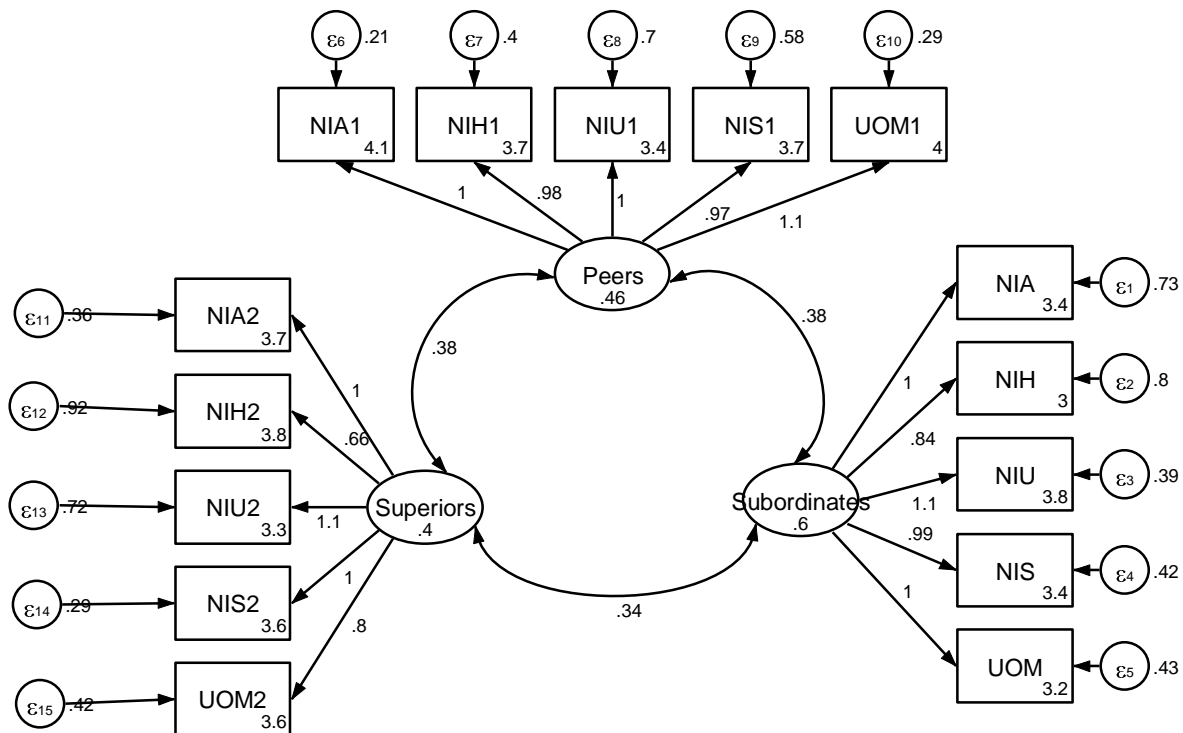 ε6 .21 ε7 .4 ε8 .7 ε9 .58 ε10 .29
NIA1 NIH1 NIU1 NIS1 UOM1
4.1 3.7 3.4 3.7 4
1 .98 1 .97 1.1
Peers
.46
.38
.38
ε11 .36 NIA2
3.7
1
ε12 .92 NIH2
3.8
.66
ε13 .72 NIU2
3.3
1.1
Superiors
.4
ε14 .29 NIS2
3.6
1
ε15 .42 UOM2
3.6
.8
.34
Subordinates
.6
NIA ε1 .73
3.4
1
NIH ε2 .8
3
.84
NIU ε3 .39
3.8
1.1
NIS ε4 .42
3.4
.99
UOM ε5 .43
3.2
1